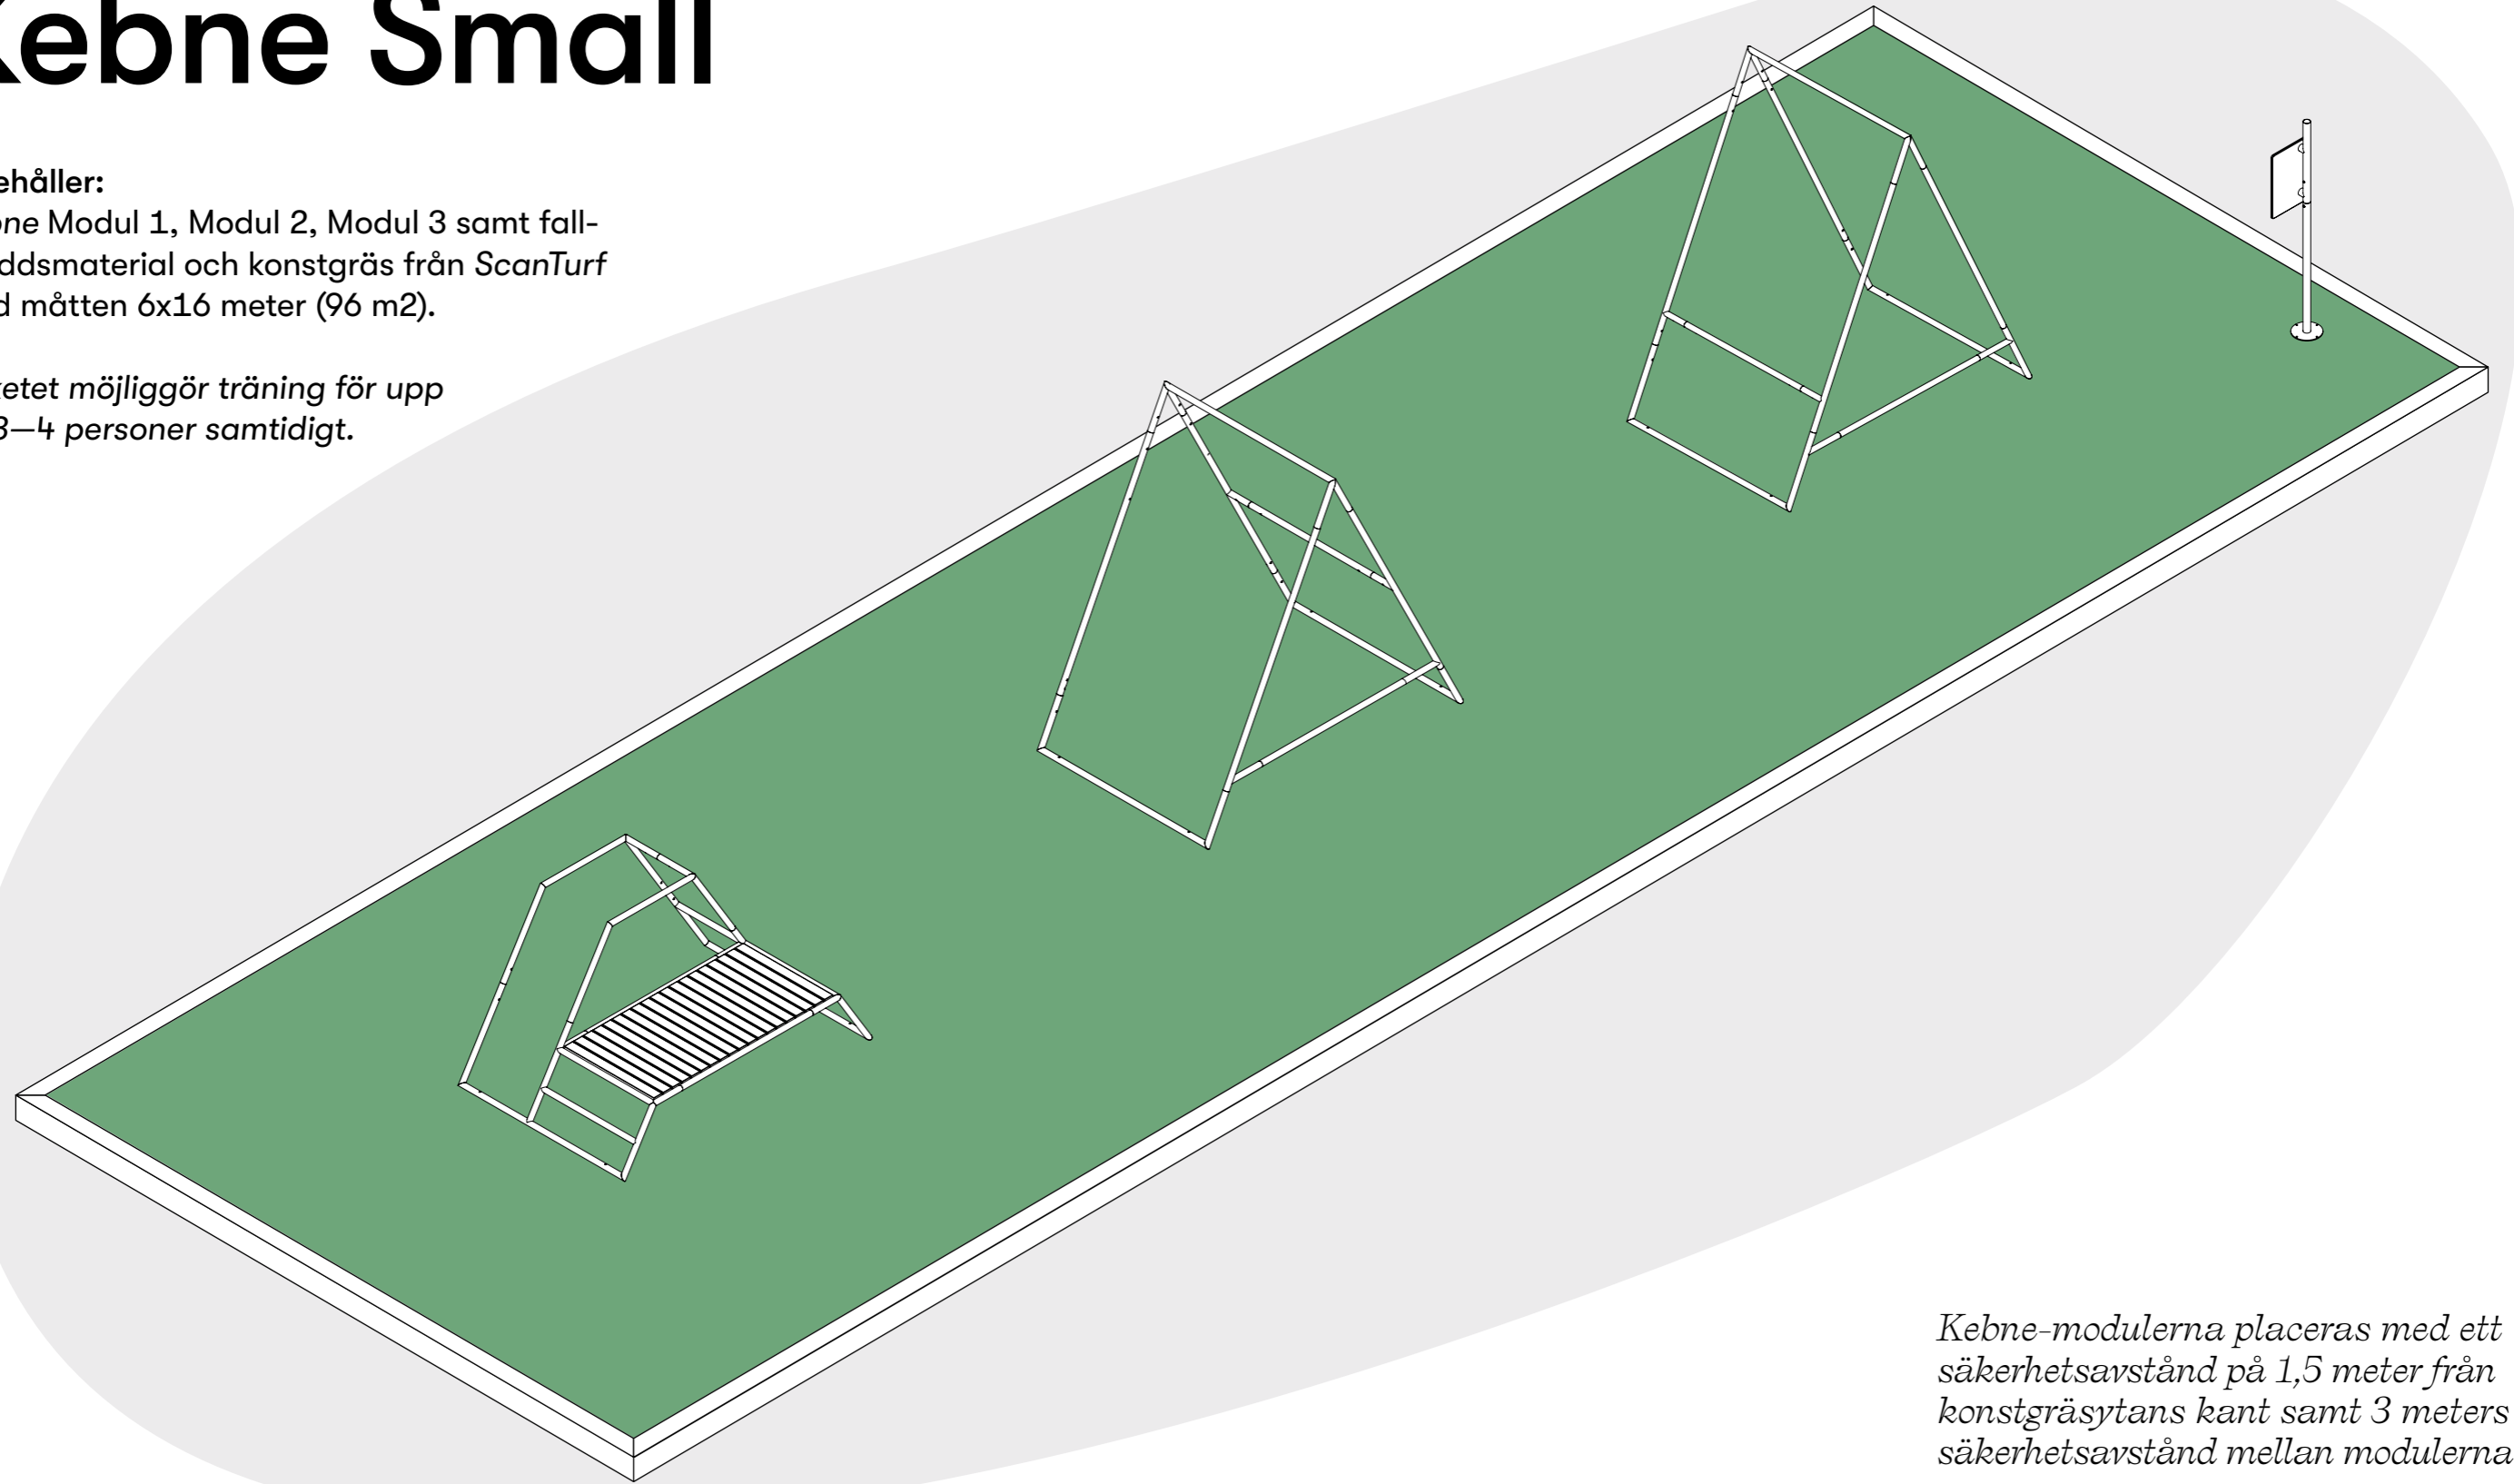 Kebne Small
ehåller:
ne Modul 1, Modul 2, Modul 3 samt fall-
ddsmaterial och konstgräs från ScanTurf
d måtten 6x16 meter (96 m2).
ketet möjliggör träning för upp
3—4 personer samtidigt.
Kebne-modulerna placeras med ett
säkerhetsavstånd på 1,5 meter från
konstgräsytans kant samt 3 meters
säkerhetsavstånd mellan modulerna